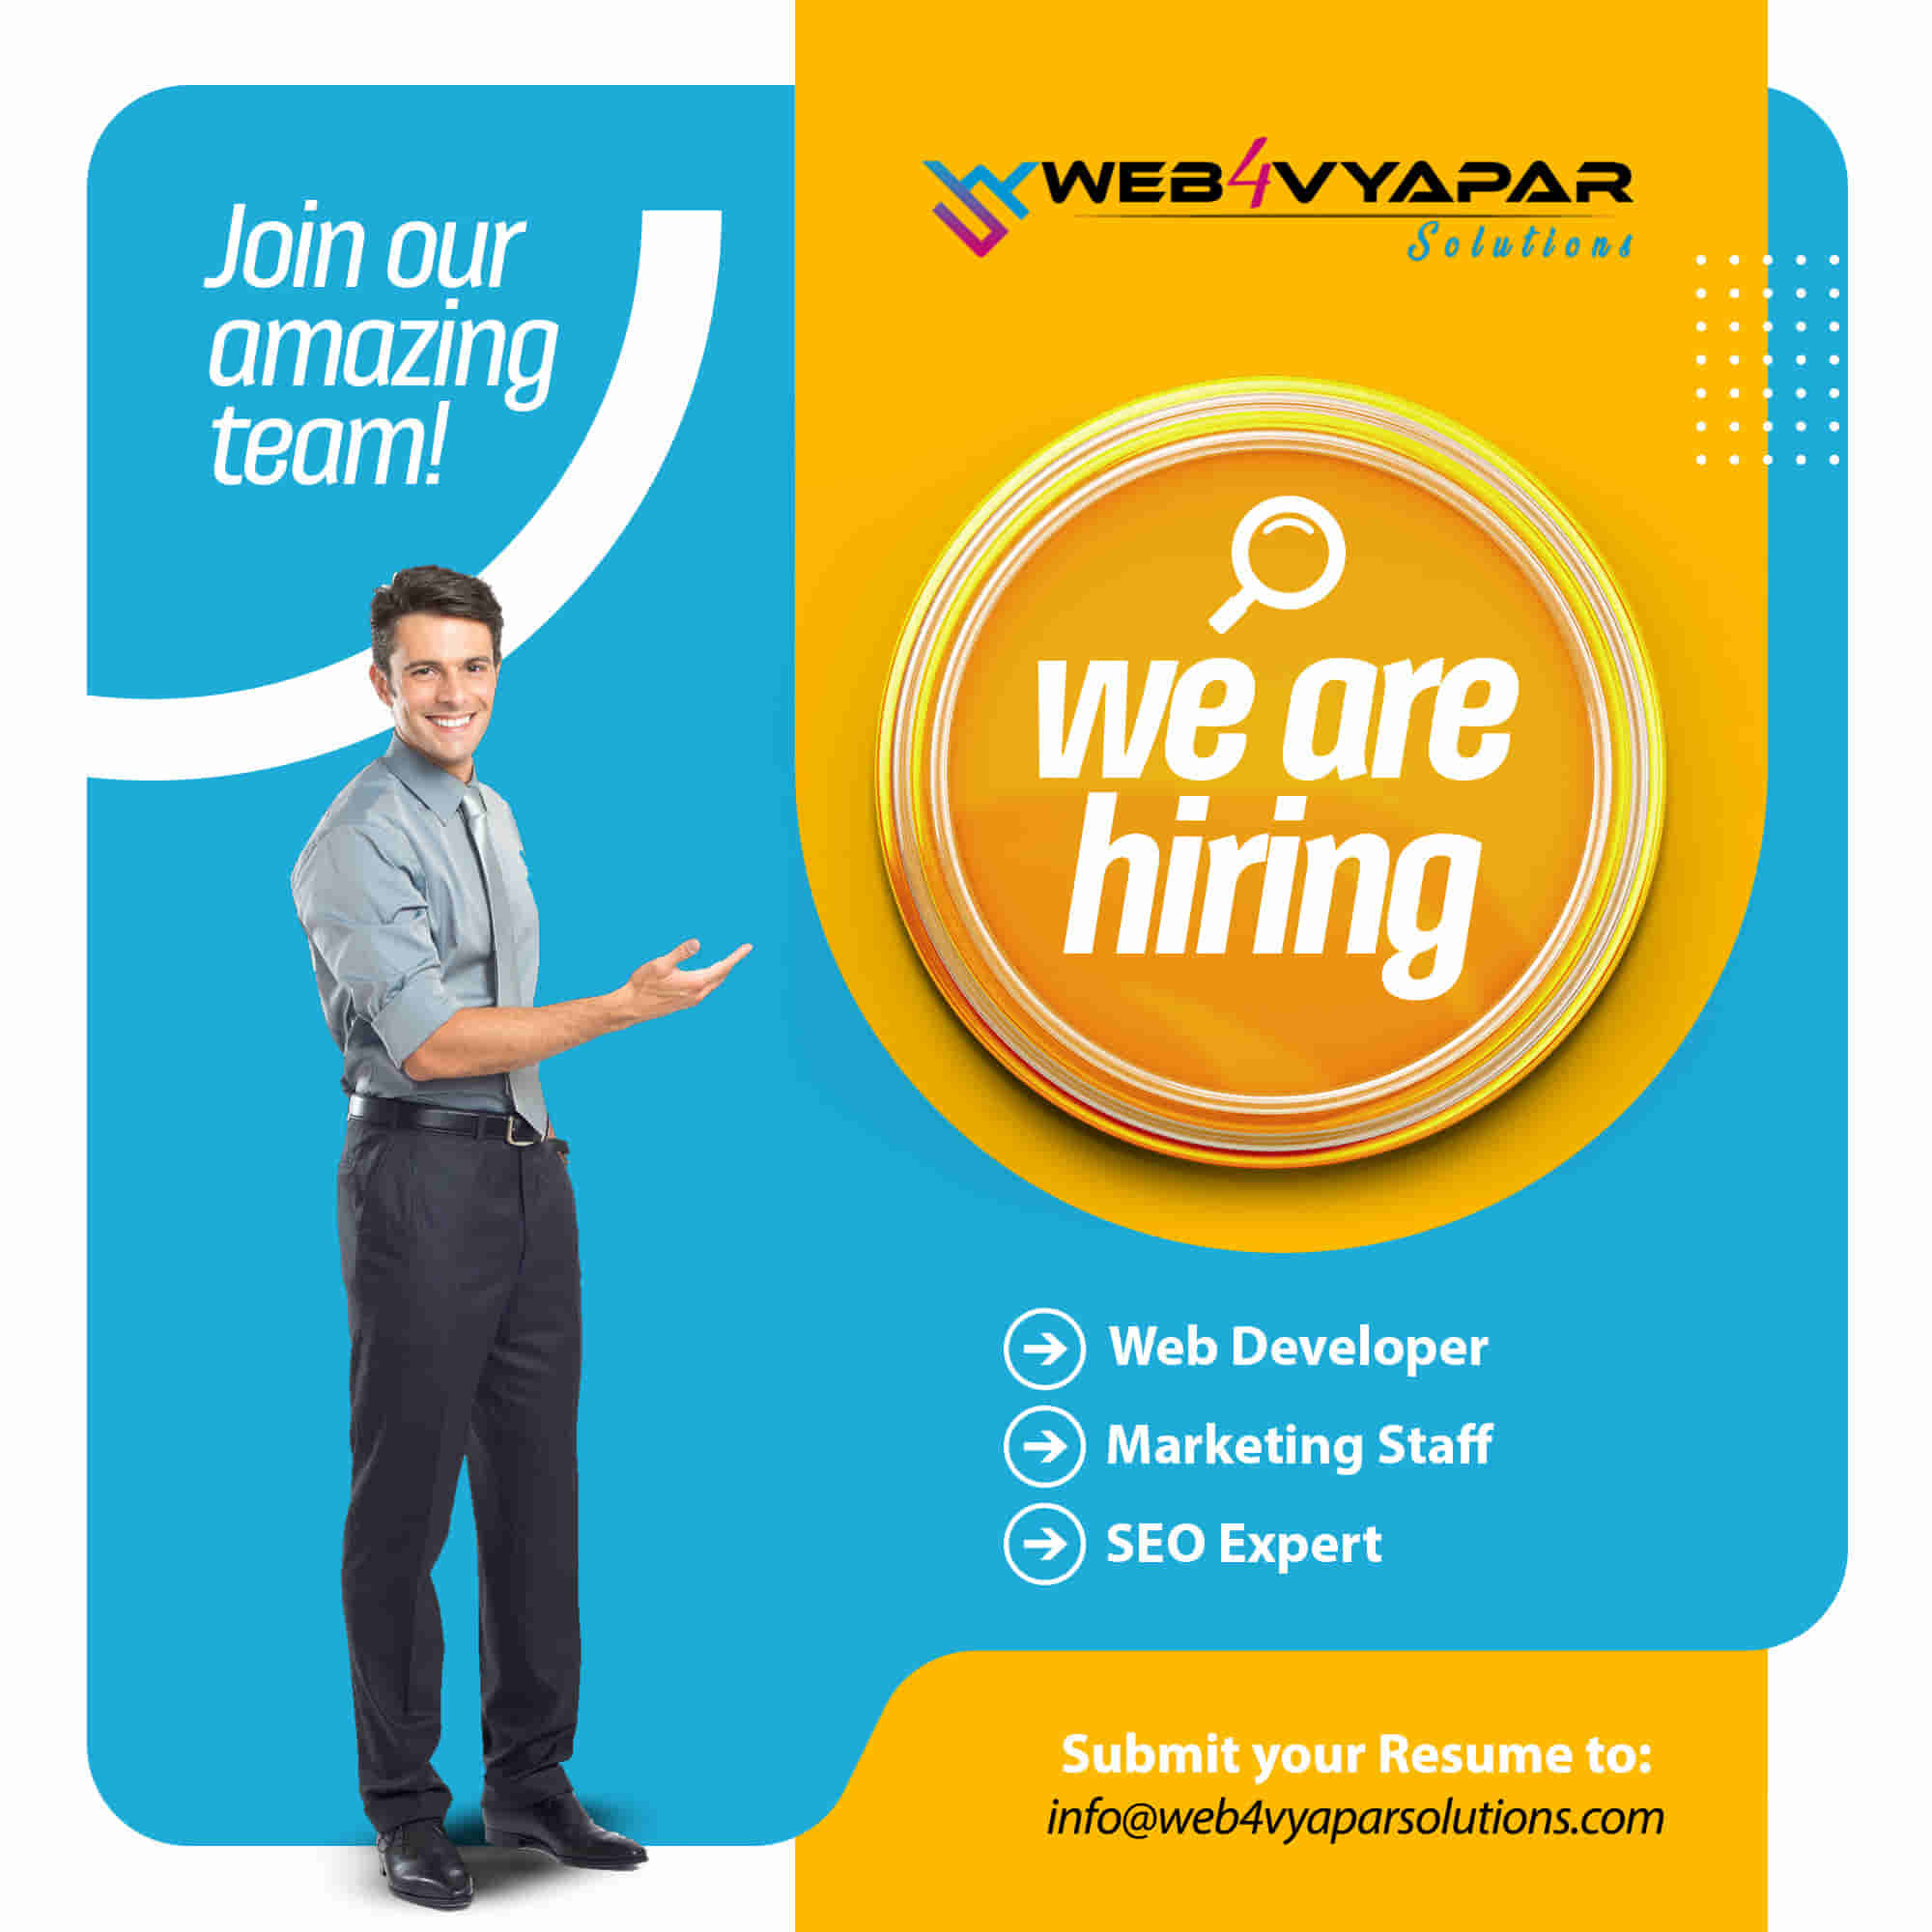 Join our
amazing
team!
WEB4VYAPAR
Solutions
we are
hiring
Web Developer
Marketing Staff
SEO Expert
Submit your Resume to:
info@web4vyaparsolutions.com